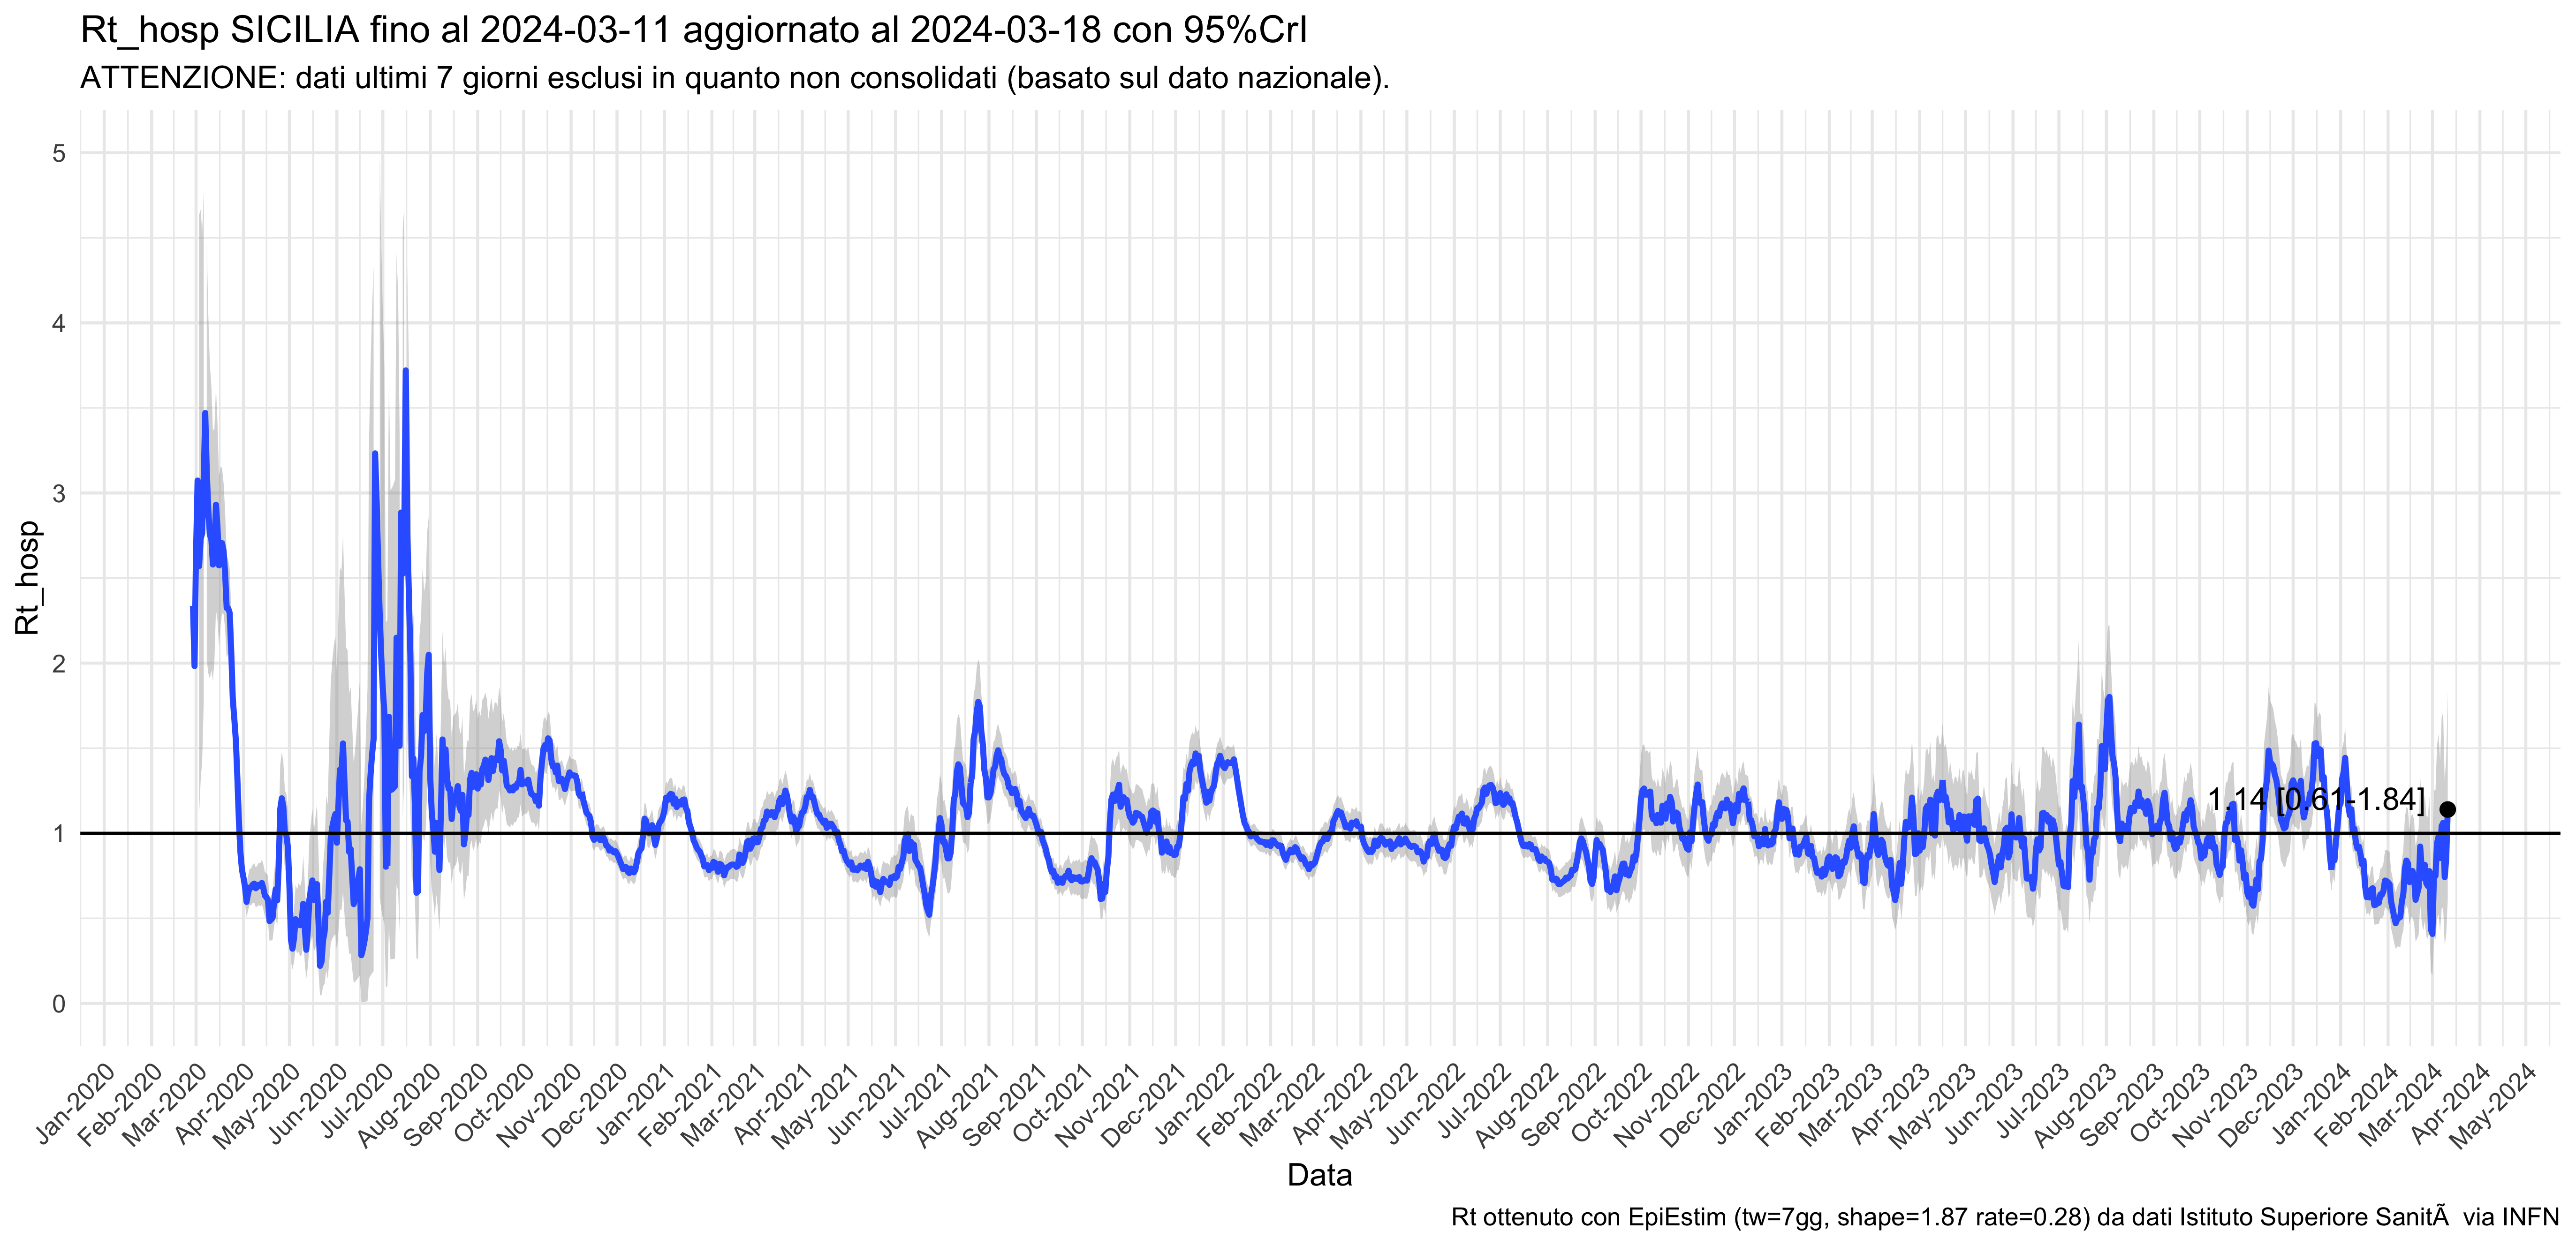 Rt_hosp SICILIA fino al 2024-03-11 aggiornato al 2024-03-18 con 95%CrI
ATTENZIONE: dati ultimi 7 giorni esclusi in quanto non consolidati (basato sul dato nazionale).
5
4
3
2
1
0
Rt_hosp
1.14 [0.61-1.84]
Jan-2020
Feb-2020
Mar-2020
Apr-2020
May-2020
Jun-2020
Jul-2020
Aug-2020
Sep-2020
Oct-2020
Nov-2020
Dec-2020
Jan-2021
Feb-2021
Mar-2021
Apr-2021
May-2021
Jun-2021
Jul-2021
Aug-2021
Sep-2021
Oct-2021
Nov-2021
Dec-2021
Jan-2022
Feb-2022
Mar-2022
Apr-2022
May-2022
Jun-2022
Jul-2022
Aug-2022
Sep-2022
Oct-2022
Nov-2022
Dec-2022
Jan-2023
Feb-2023
Mar-2023
Apr-2023
May-2023
Jun-2023
Jul-2023
Aug-2023
Sep-2023
Oct-2023
Nov-2023
Dec-2023
Jan-2024
Feb-2024
Mar-2024
Apr-2024
May-2024
Data
Rt ottenuto con EpiEstim (tw=7gg, shape=1.87 rate=0.28) da dati Istituto Superiore SanitÃ  via INFN